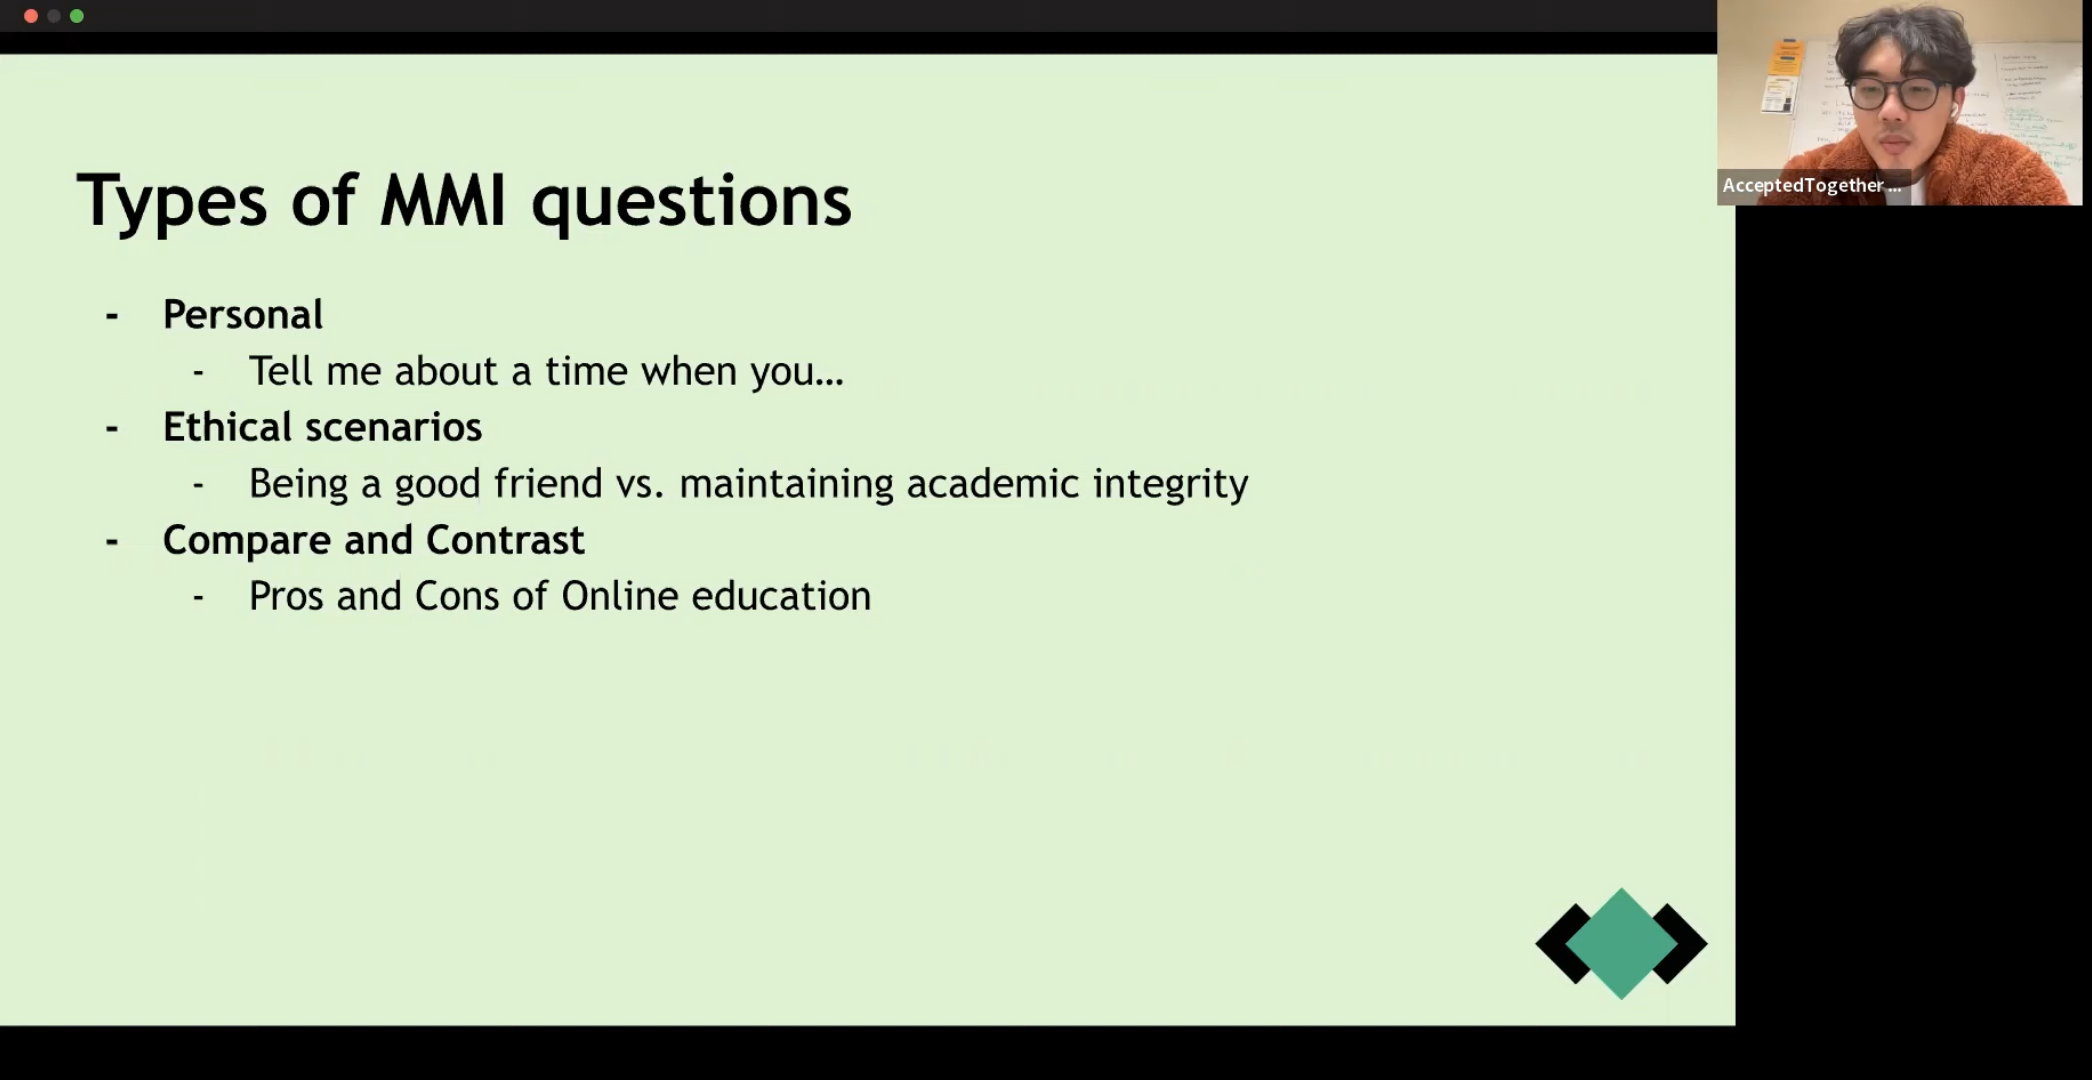 Types of MMI questions
- Personal
- Tell me about a time when you...
- Ethical scenarios
- Being a good friend vs. maintaining academic integrity
- Compare and Contrast
- Pros and Cons of Online education
AcceptedTogether ...